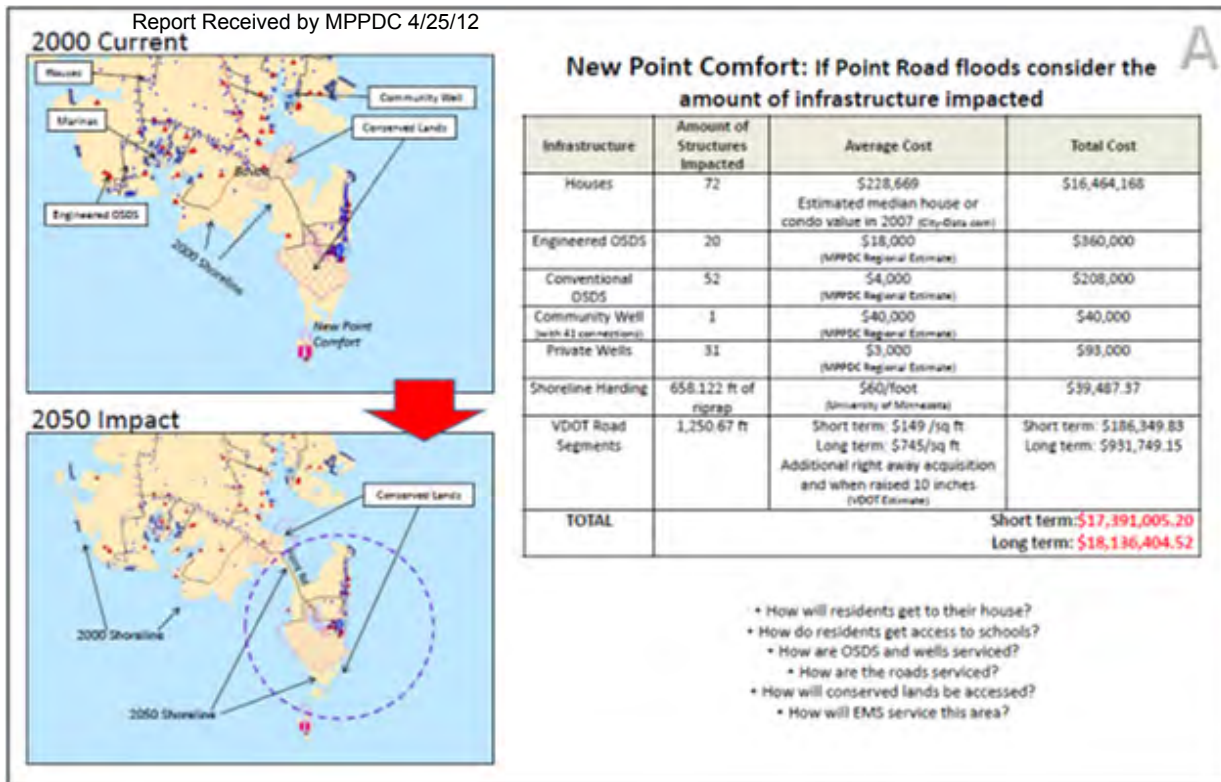 Report Received by MPPDC 4/25/12
A
2000 Current
Houses
Marinas
Engineered OSDS
Community Well
Conserved Lands
2000 Shoreline
New Point
Comfort
2050 Impact
Conserved Lands
2000 Shoreline
2050 Shoreline
New Point Comfort: If Point Road floods consider the
amount of infrastructure impacted
Infrastructure
Amount of
Structures
Impacted
Average Cost
Total Cost
Houses
72
$228,669
Estimated median house or
condo value in 2007 (City-Data.com)
$16,464,168
Engineered OSDS
20
$18,000
(MPPDC Regional Estimate)
$360,000
Conventional
OSDS
52
$4,000
(MPPDC Regional Estimate)
$208,000
Community Well
(with 41 connections)
1
$40,000
(MPPDC Regional Estimate)
$40,000
Private Wells
31
$3,000
(MPPDC Regional Estimate)
$93,000
Shoreline Harding
658.122 ft of
riprap
$60/foot
(University of Minnesota)
$39,487.37
VDOT Road
Segments
1,250.67 ft
Short term: $149 /sq ft
Long term: $745/sq ft
Additional right away acquisition
and when raised 10 inches
(VDOT Estimate)
Short term: $186,349.83
Long term: $931,749.15
TOTAL
Short term:$17,391,005.20
Long term: $18,136,404.52
• How will residents get to their house?
• How do residents get access to schools?
• How are OSDS and wells serviced?
• How are the roads serviced?
• How will conserved lands be accessed?
• How will EMS service this area?